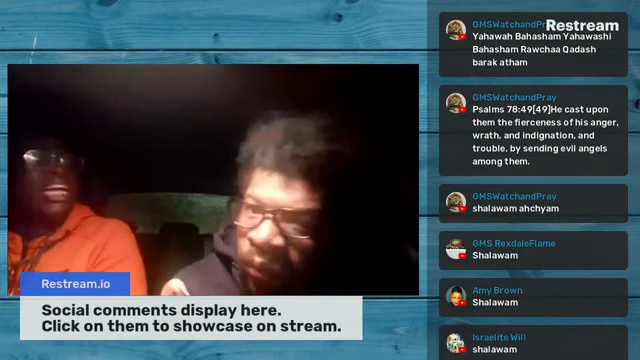 Restream
GMSWatchandPr
Yahawah Bahasham Yahawashi
Bahasham Rawchaa Qadash
barak atham
GMSWatchandPray
Psalms 78:49[49]He cast upon
them the fierceness of his anger,
wrath, and indignation, and
trouble, by sending evil angels
among them.
GMSWatchandPray
shalawam ahchyam
GMS RexdaleFlame
Shalawam
Amy Brown
Shalawam
Israelite Will
shalawam
Restream.io
Social comments display here.
Click on them to showcase on stream.